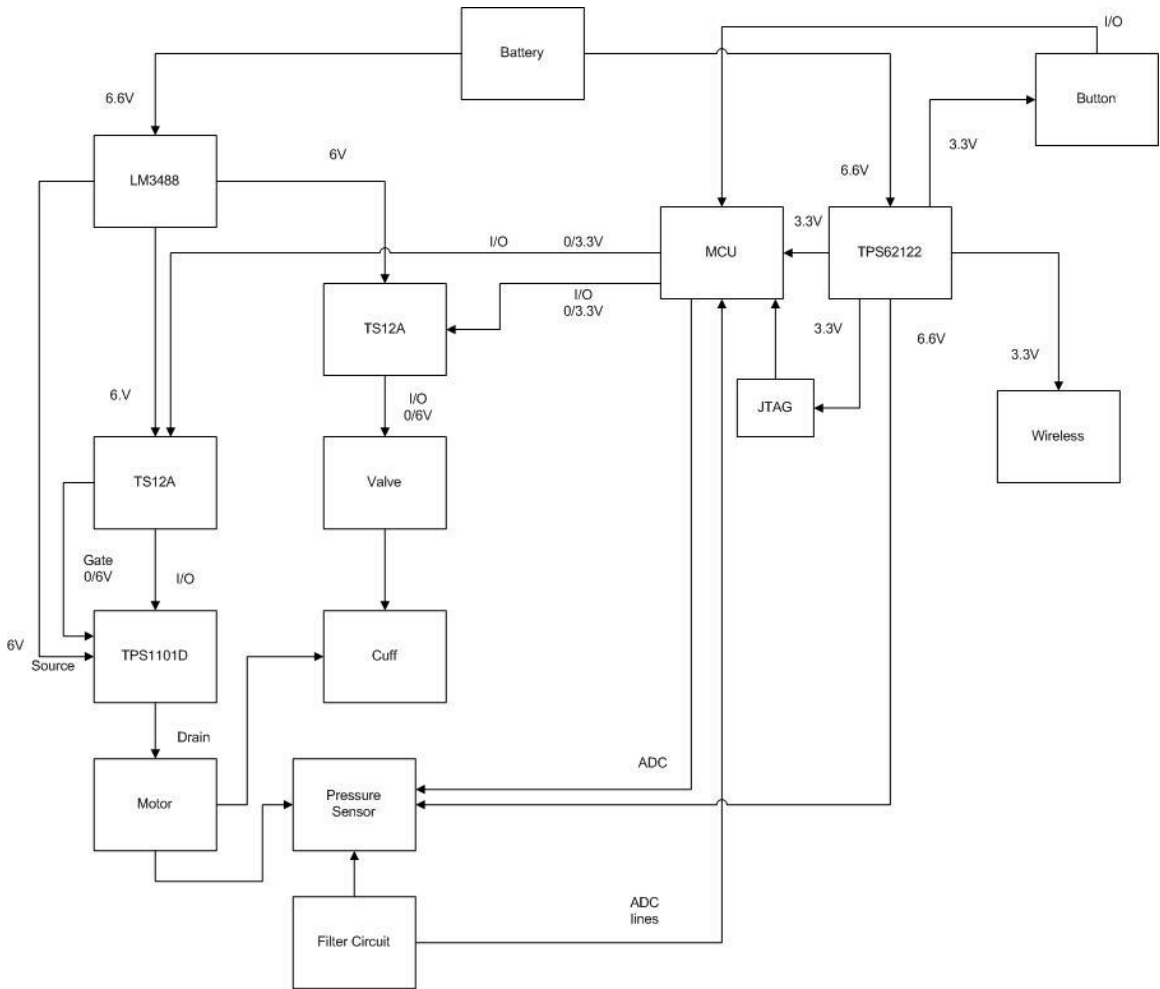 I/O
Battery
6.6V
Button
LM3488
6V
3.3V
6.6V
3.3V
MCU
TPS62122
I/O 0/3.3V
I/O
0/3.3V
TS12A
3.3V
6.6V
3.3V
6.V
I/O
0/6V
JTAG
Wireless
TS12A
Valve
Gate
0/6V
I/O
6V
Source
TPS1101D
Cuff
Drain
ADC
Motor
Pressure
Sensor
ADC
lines
Filter Circuit